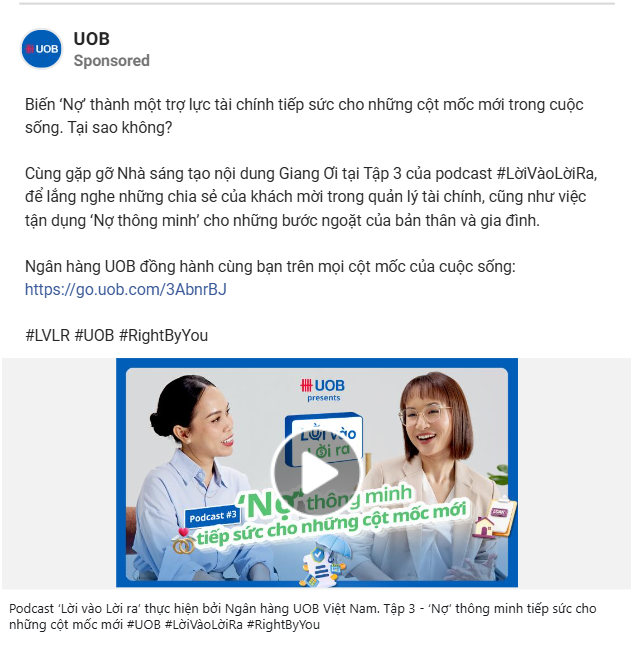 UOB
UOB
Sponsored
Biến ‘Nợ’ thành một trợ lực tài chính tiếp sức cho những cột mốc mới trong cuộc
sống. Tại sao không?
Cùng gặp gỡ Nhà sáng tạo nội dung Giang Ơi tại Tập 3 của podcast #LờiVàoLờiRa,
để lắng nghe những chia sẻ của khách mời trong quản lý tài chính, cũng như việc
tận dụng ‘Nợ thông minh’ cho những bước ngoặt của bản thân và gia đình.
Ngân hàng UOB đồng hành cùng bạn trên mọi cột mốc của cuộc sống:
https://go.uob.com/3AbnrBJ
#LVLR #UOB #RightByYou
UOB
presents
Lời vào
Lời ra
Podcast #3
‘Nợ’ thông minh
tiếp sức cho những cột mốc mới
START
Podcast ‘Lời vào Lời ra’ thực hiện bởi Ngân hàng UOB Việt Nam. Tập 3 - ‘Nợ’ thông minh tiếp sức cho
những cột mốc mới #UOB #LờiVàoLờiRa #RightByYou